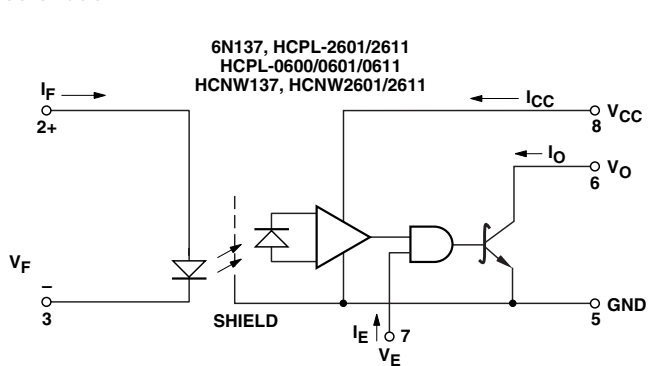 6N137, HCPL-2601/2611
HCPL-0600/0601/0611
HCNW137, HCNW2601/2611
IF
ICC
2+
8
VCC
IO
6
VO
VF
–
3
SHIELD
IE
7
VE
5
GND